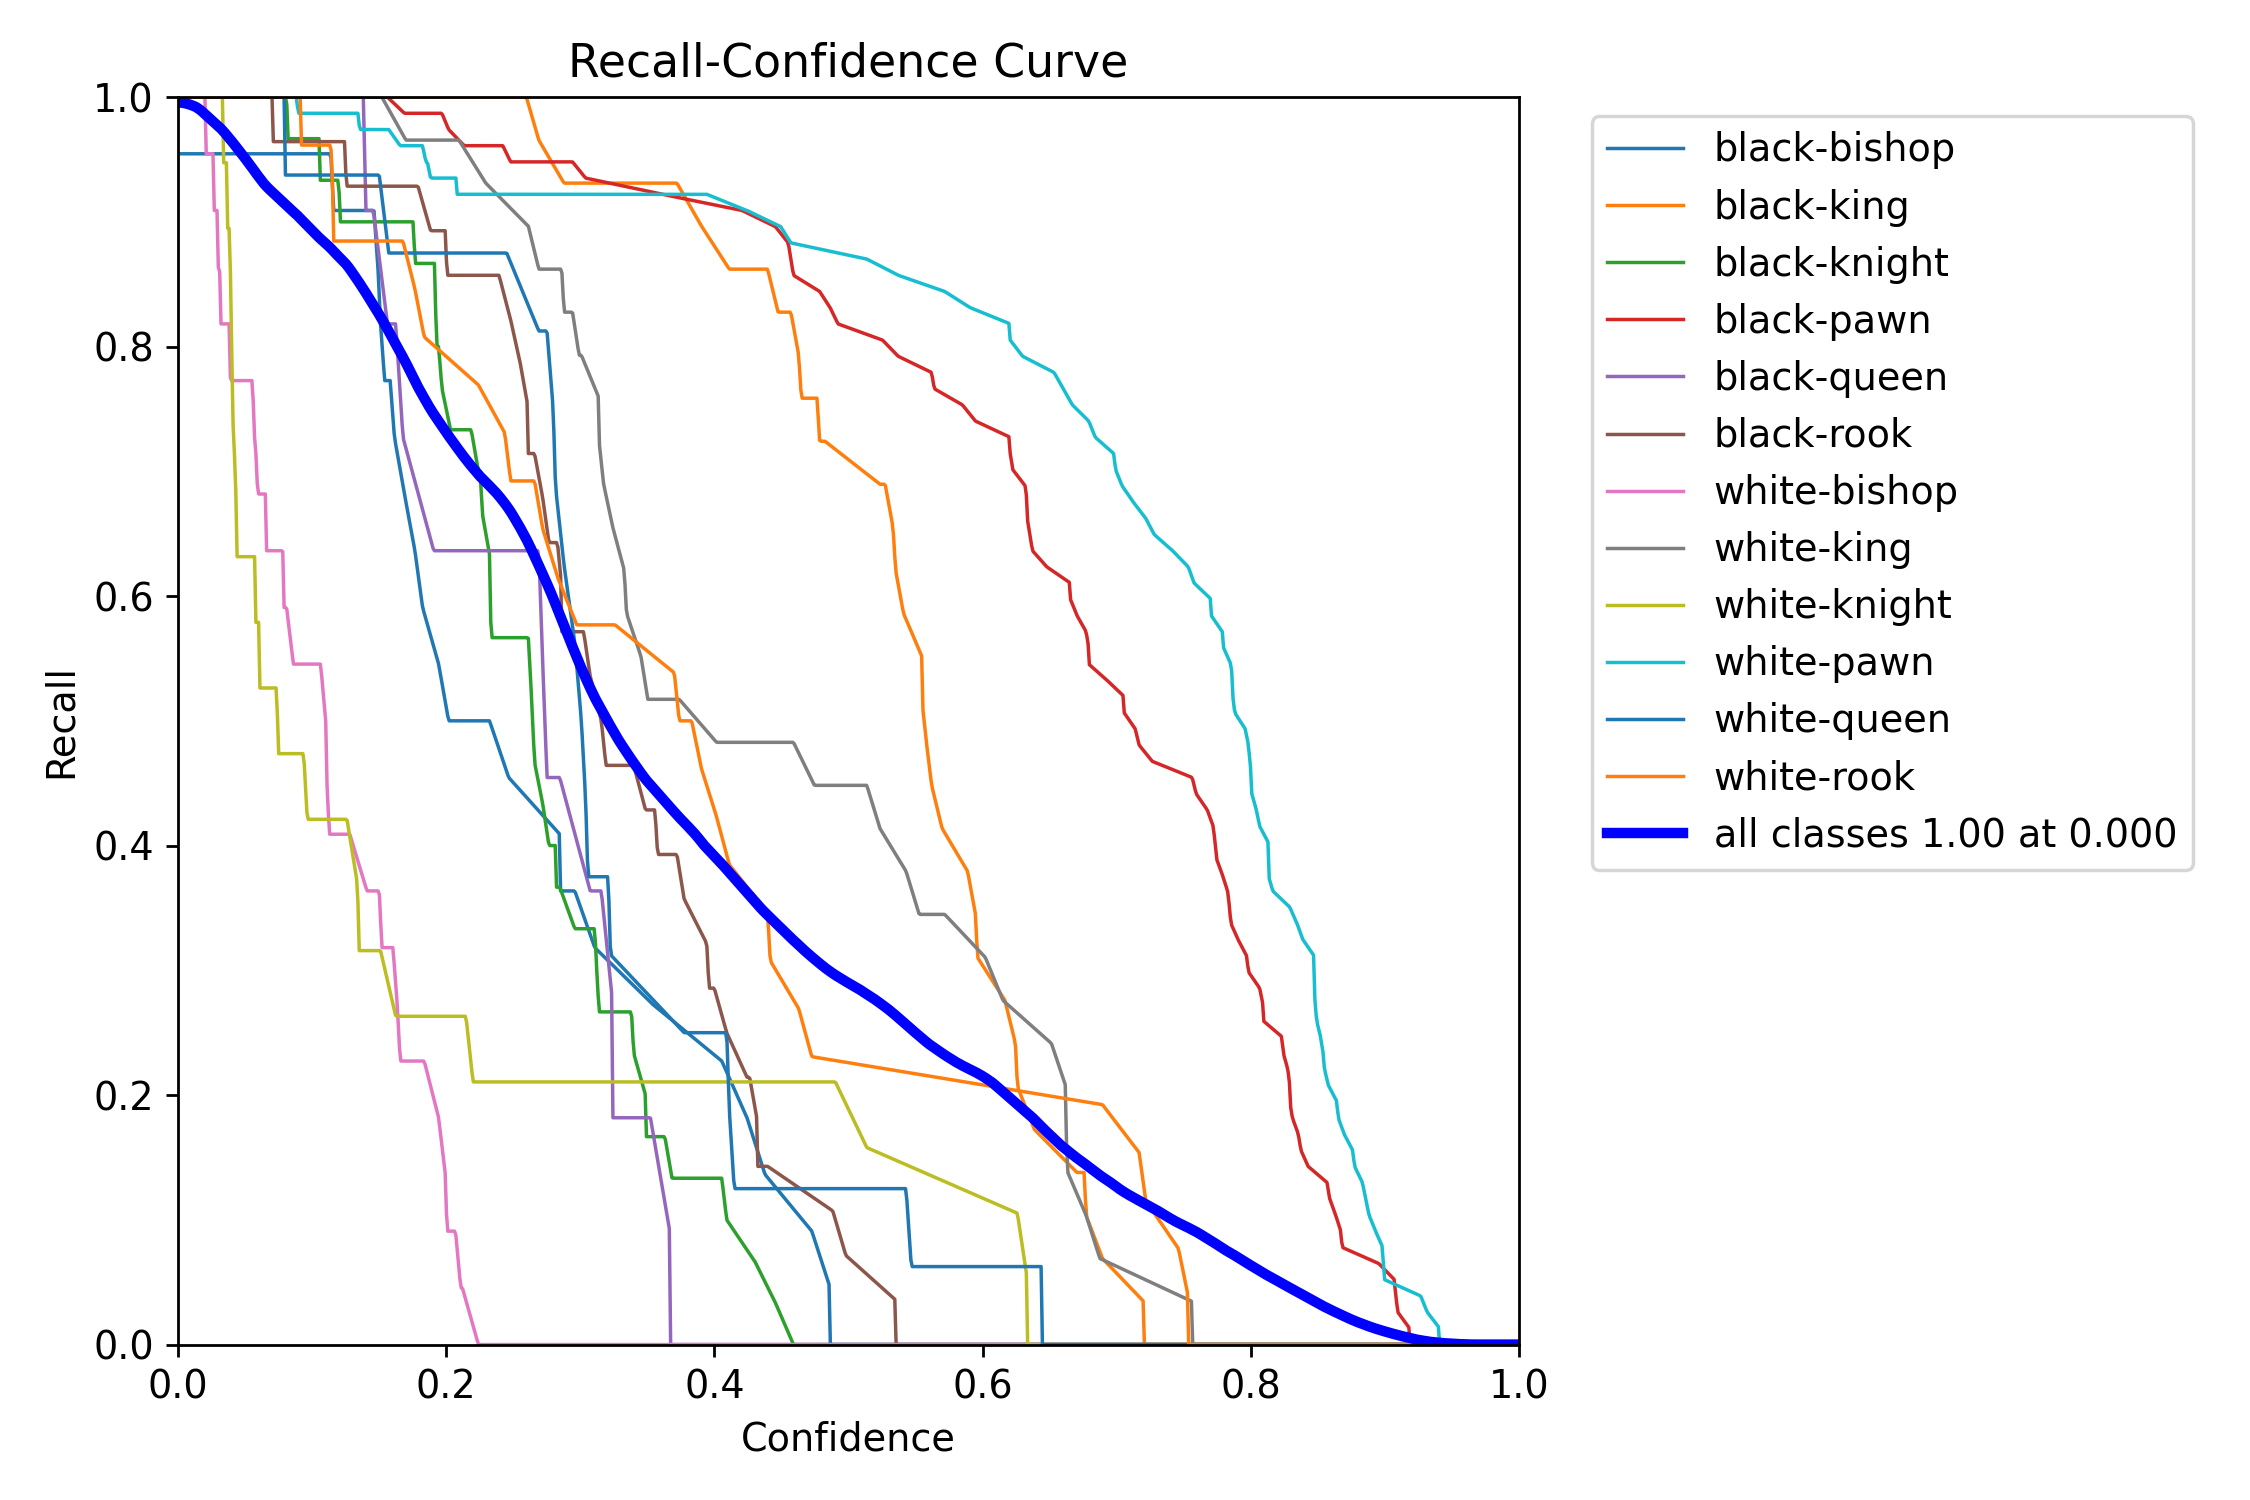 Recall-Confidence Curve
1.0
0.8
0.6
0.4
0.2
0.0
Recall
0.0 0.2 0.4 0.6 0.8 1.0
Confidence
black-bishop
black-king
black-knight
black-pawn
black-queen
black-rook
white-bishop
white-king
white-knight
white-pawn
white-queen
white-rook
all classes 1.00 at 0.000